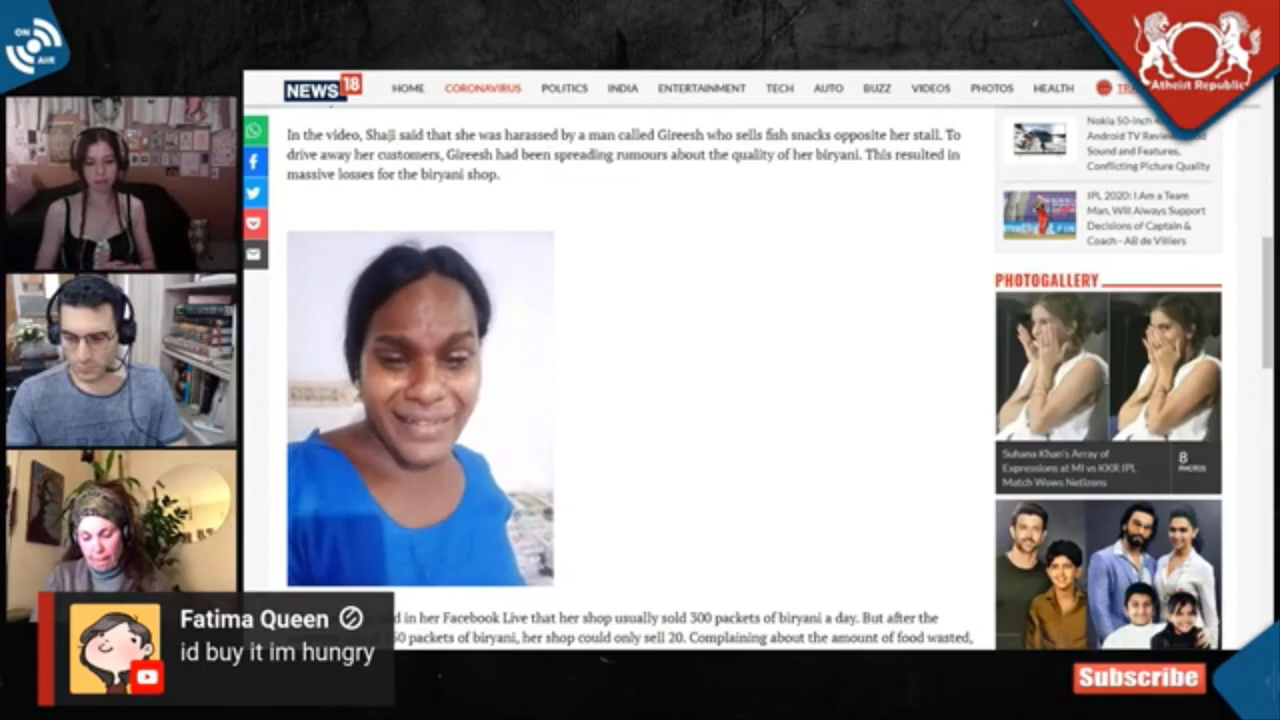 ON
AIR
NEWS 18
HOME CORONAVIRUS POLITICS INDIA ENTERTAINMENT TECH AUTO BUZZ VIDEOS PHOTOS HEALTH
Atheist Republic
In the video, Shaji said that she was harassed by a man called Gireesh who sells fish snacks opposite her stall. To
drive away her customers, Gireesh had been spreading rumours about the quality of her biryani. This resulted in
massive losses for the biryani shop.
Nokia 50-inch
Android TV
Sound and Features,
Conflicting Picture Quality
IPL 2020: I Am a Team
Man, Will Always Support
Decisions of Captain &
Coach - AB de Villiers
PHOTOGALLERY
Suhana Khan's Array of
Expressions at MI vs KKR IPL
Match Wows Netizens
8
PHOTOS
in her Facebook Live that her shop usually sold 300 packets of biryani a day. But after the
packets of biryani, her shop could only sell 20. Complaining about the amount of food wasted,
Fatima Queen
id buy it im hungry
Subscribe